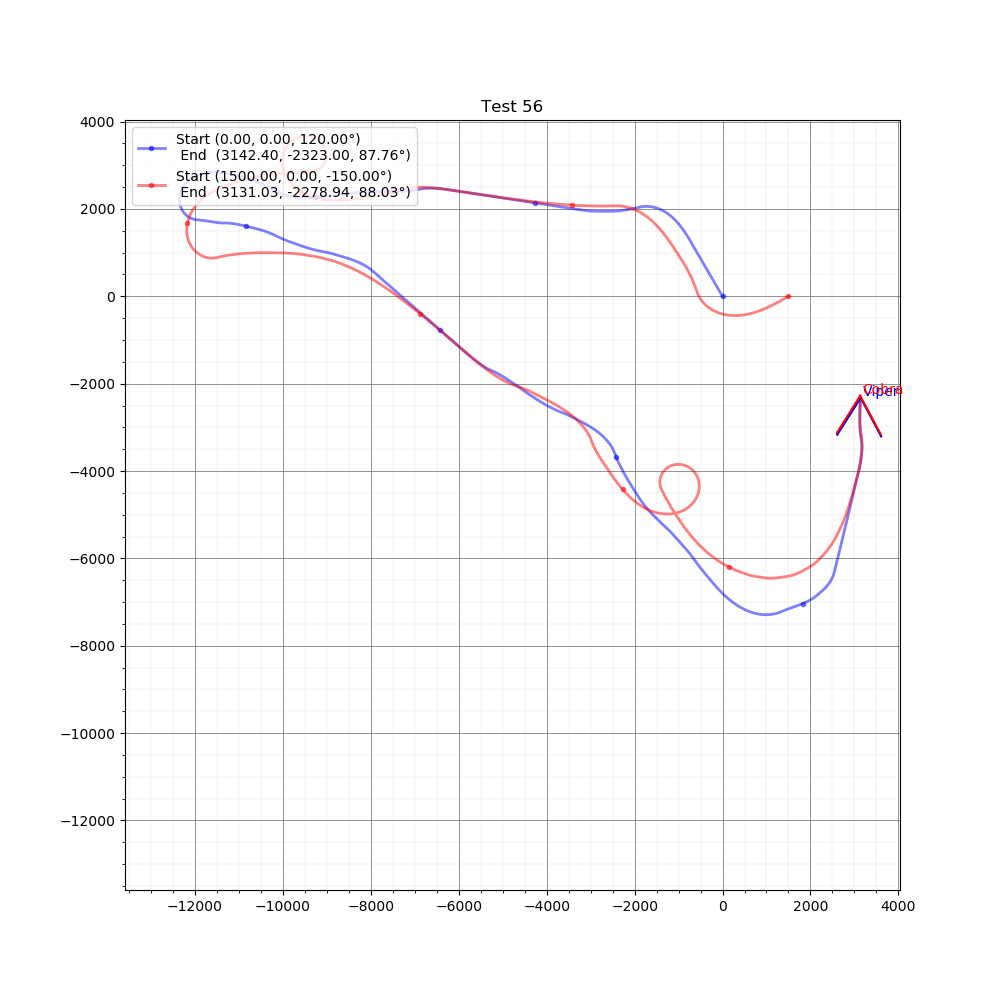 Test 56
Start (0.00, 0.00, 120.00°)
End  (3142.40, -2323.00, 87.76°)
Start (1500.00, 0.00, -150.00°)
End  (3131.03, -2278.94, 88.03°)
4000
2000
0
−2000
−4000
−6000
−8000
−10000
−12000
Cobra
Viper
−12000 −10000 −8000 −6000 −4000 −2000 0 2000 4000